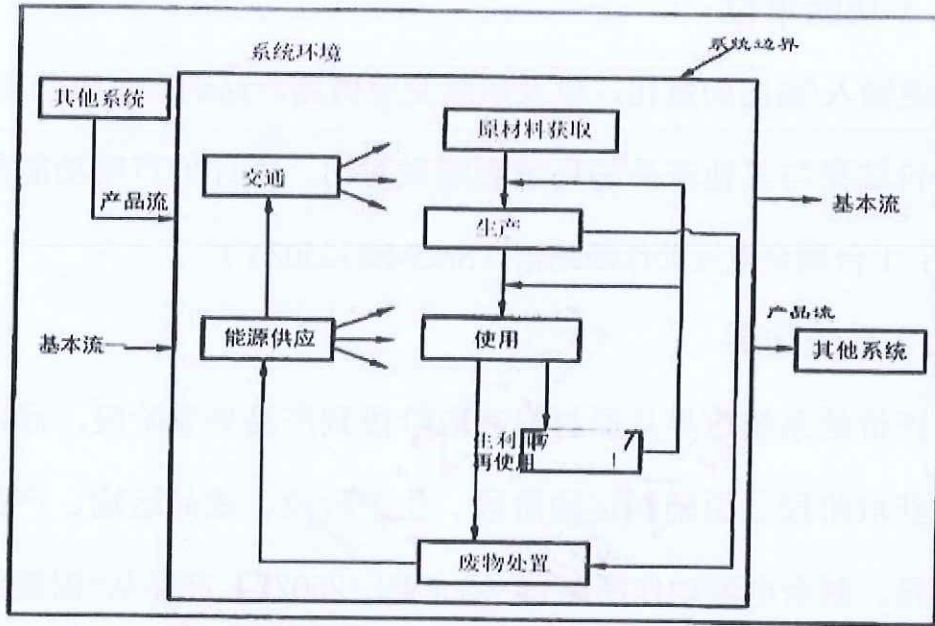 系统环境
系统边界
其他系统
原材料获取
交通
产品流
生产
基本流
产品流
基本流
能源供应
使用
其他系统
再使用
废物处置